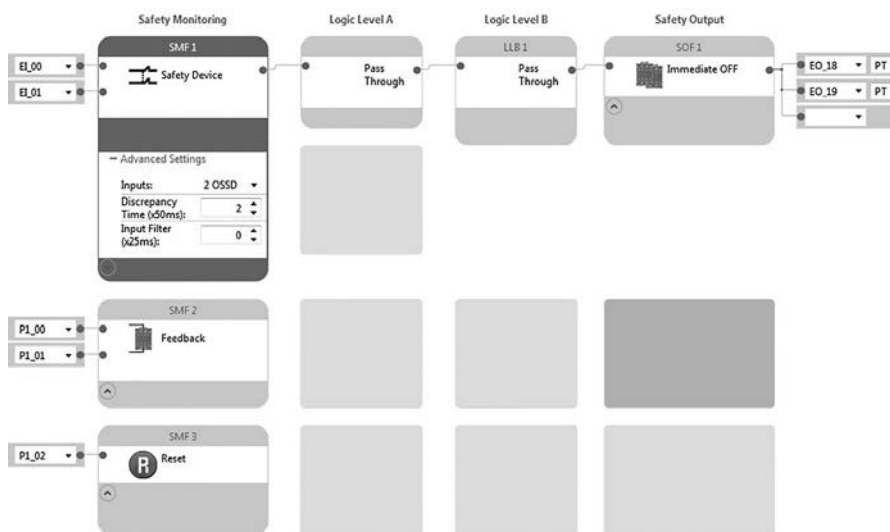 Safety Monitoring Logic Level A Logic Level B Safety Output
SMF 1 LLB 1 SOF 1
EI_00 Safety Device Pass Through Pass Through Immediate OFF EO_18 PT
EI_01 EO_19 PT
Advanced Settings
Inputs: 2 OSSD
Discrepancy
Time (x50ms): 2
Input Filter
(x25ms): 0
SMF 2
P1_00 Feedback
P1_01
SMF 3
P1_02 R Reset